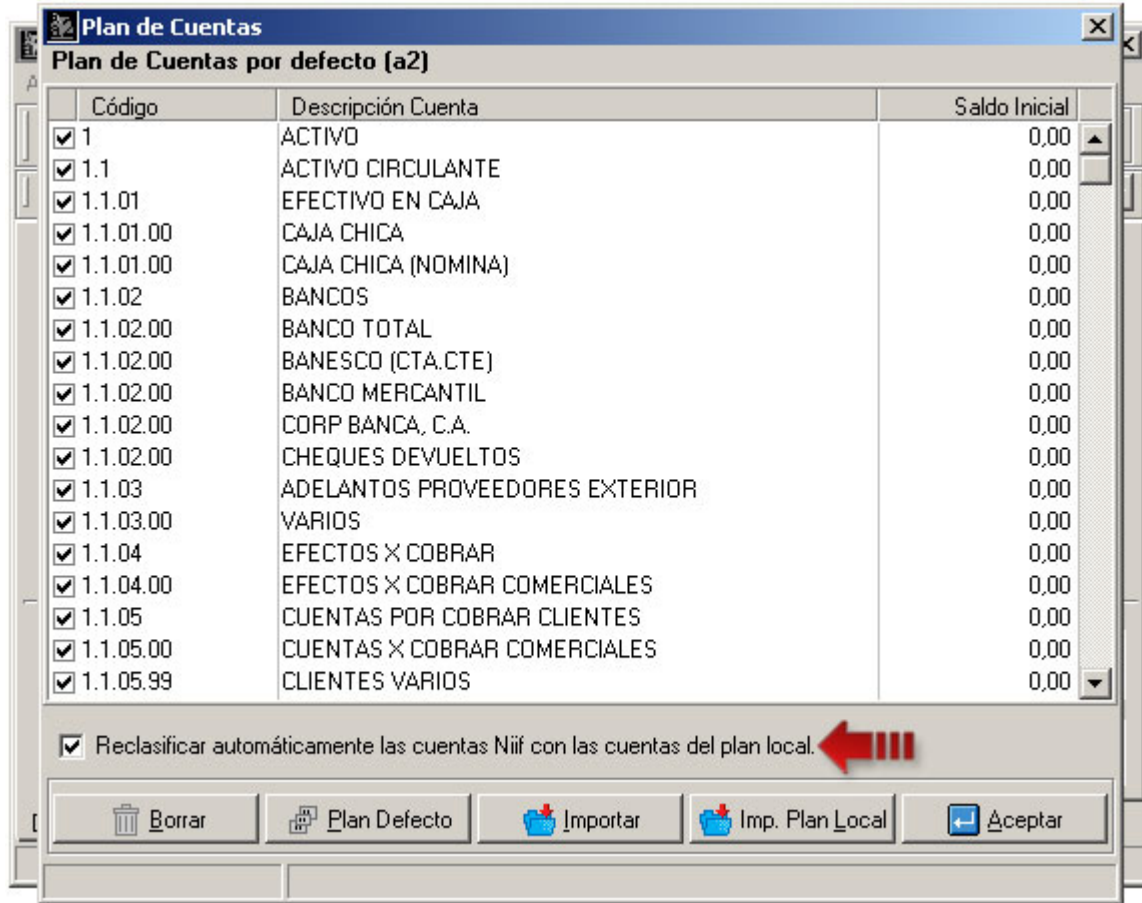 a2 Plan de Cuentas
Plan de Cuentas por defecto (a2)
Código Descripción Cuenta Saldo Inicial
1 ACTIVO 0,00
1.1 ACTIVO CIRCULANTE 0,00
1.1.01 EFECTIVO EN CAJA 0,00
1.1.01.00 CAJA CHICA 0,00
1.1.01.00 CAJA CHICA (NOMINA) 0,00
1.1.02 BANCOS 0,00
1.1.02.00 BANCO TOTAL 0,00
1.1.02.00 BANESCO (CTA.CTE) 0,00
1.1.02.00 BANCO MERCANTIL 0,00
1.1.02.00 CORP BANCA, C.A. 0,00
1.1.02.00 CHEQUES DEVUELTOS 0,00
1.1.03 ADELANTOS PROVEEDORES EXTERIOR 0,00
1.1.03.00 VARIOS 0,00
1.1.04 EFECTOS X COBRAR 0,00
1.1.04.00 EFECTOS X COBRAR COMERCIALES 0,00
1.1.05 CUENTAS POR COBRAR CLIENTES 0,00
1.1.05.00 CUENTAS X COBRAR COMERCIALES 0,00
1.1.05.99 CLIENTES VARIOS 0,00
Reclasificar automáticamente las cuentas Niif con las cuentas del plan local.
Borrar Plan Defecto Importar Imp. Plan Local Aceptar